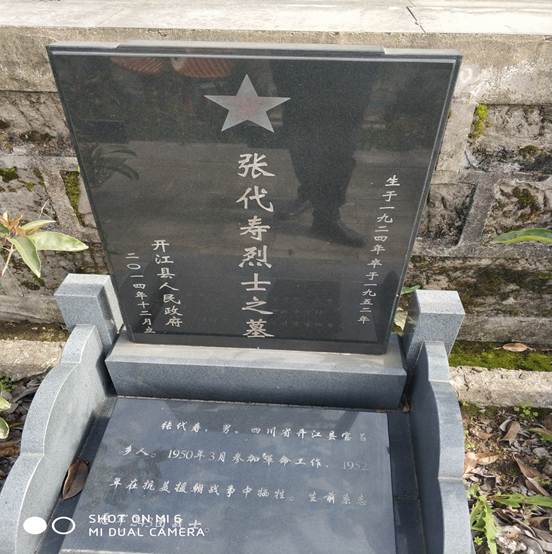 生于一九二四年卒于一九五二年
张代寿烈士之墓
开江县人民政府
二〇一四年十二月立
张代寿，男，四川省开江县富
乡人。1950年3月参加革命工作，1952
年在抗美援朝战争中牺牲。生前系志
SHOT ON MI 6
MI DUAL CAMERA